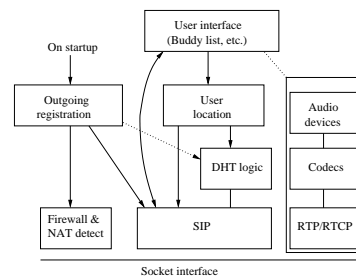 User interface
(Buddy list, etc.)
On startup
Outgoing
registration
User
location
Audio
devices
DHT logic
Codecs
Firewall &
NAT detect
SIP
RTP/RTCP
Socket interface